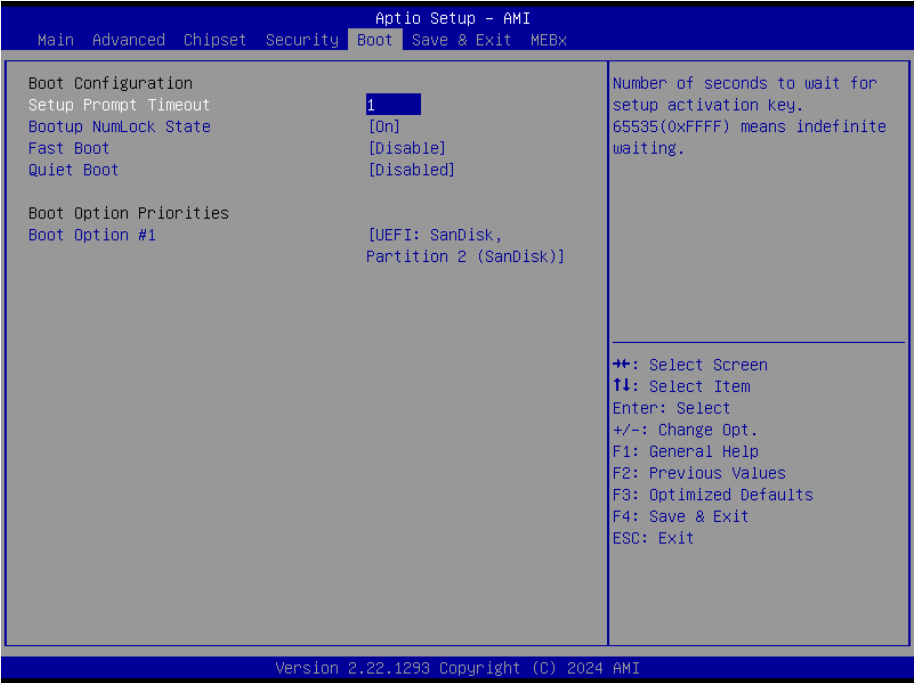 Aptio Setup – AMI
Main Advanced Chipset Security Boot Save & Exit MEBx
Boot Configuration
Setup Prompt Timeout 1
Bootup NumLock State [On]
Fast Boot [Disable]
Quiet Boot [Disabled]
Boot Option Priorities
Boot Option #1 [UEFI: SanDisk,
Partition 2 (SanDisk)]
Number of seconds to wait for
setup activation key.
65535(0xFFFF) means indefinite
waiting.
→←: Select Screen
↑↓: Select Item
Enter: Select
+/-: Change Opt.
F1: General Help
F2: Previous Values
F3: Optimized Defaults
F4: Save & Exit
ESC: Exit
Version 2.22.1293 Copyright (C) 2024 AMI